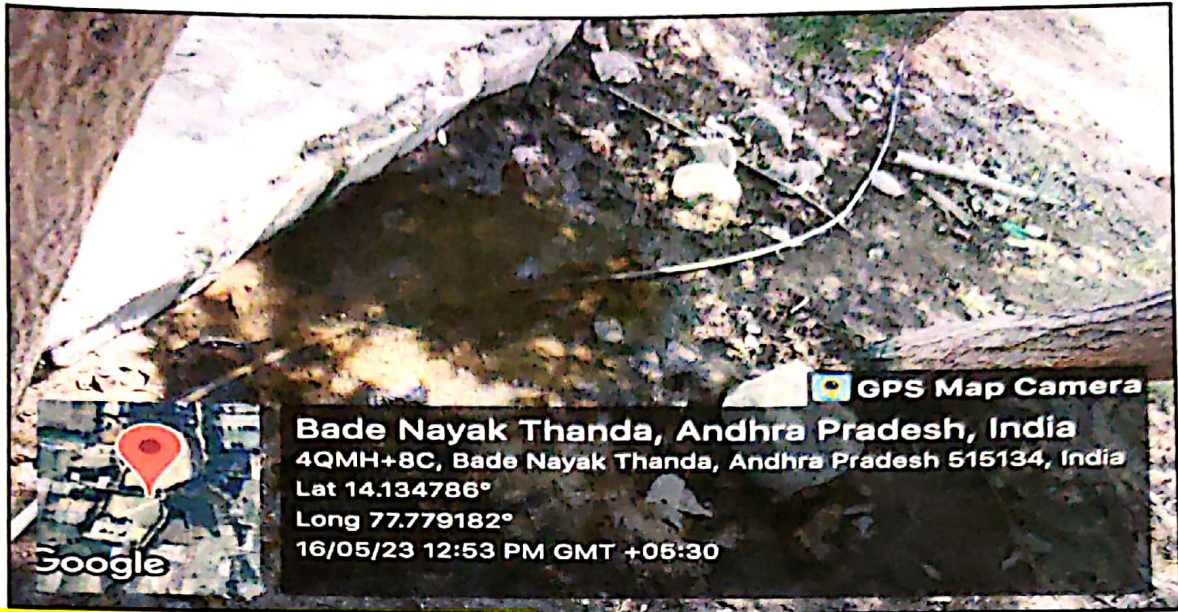 GPS Map Camera
Bade Nayak Thanda, Andhra Pradesh, India
4QMH+8C, Bade Nayak Thanda, Andhra Pradesh 515134, India
Lat 14.134786°
Long 77.779182°
16/05/23 12:53 PM GMT +05:30
Google